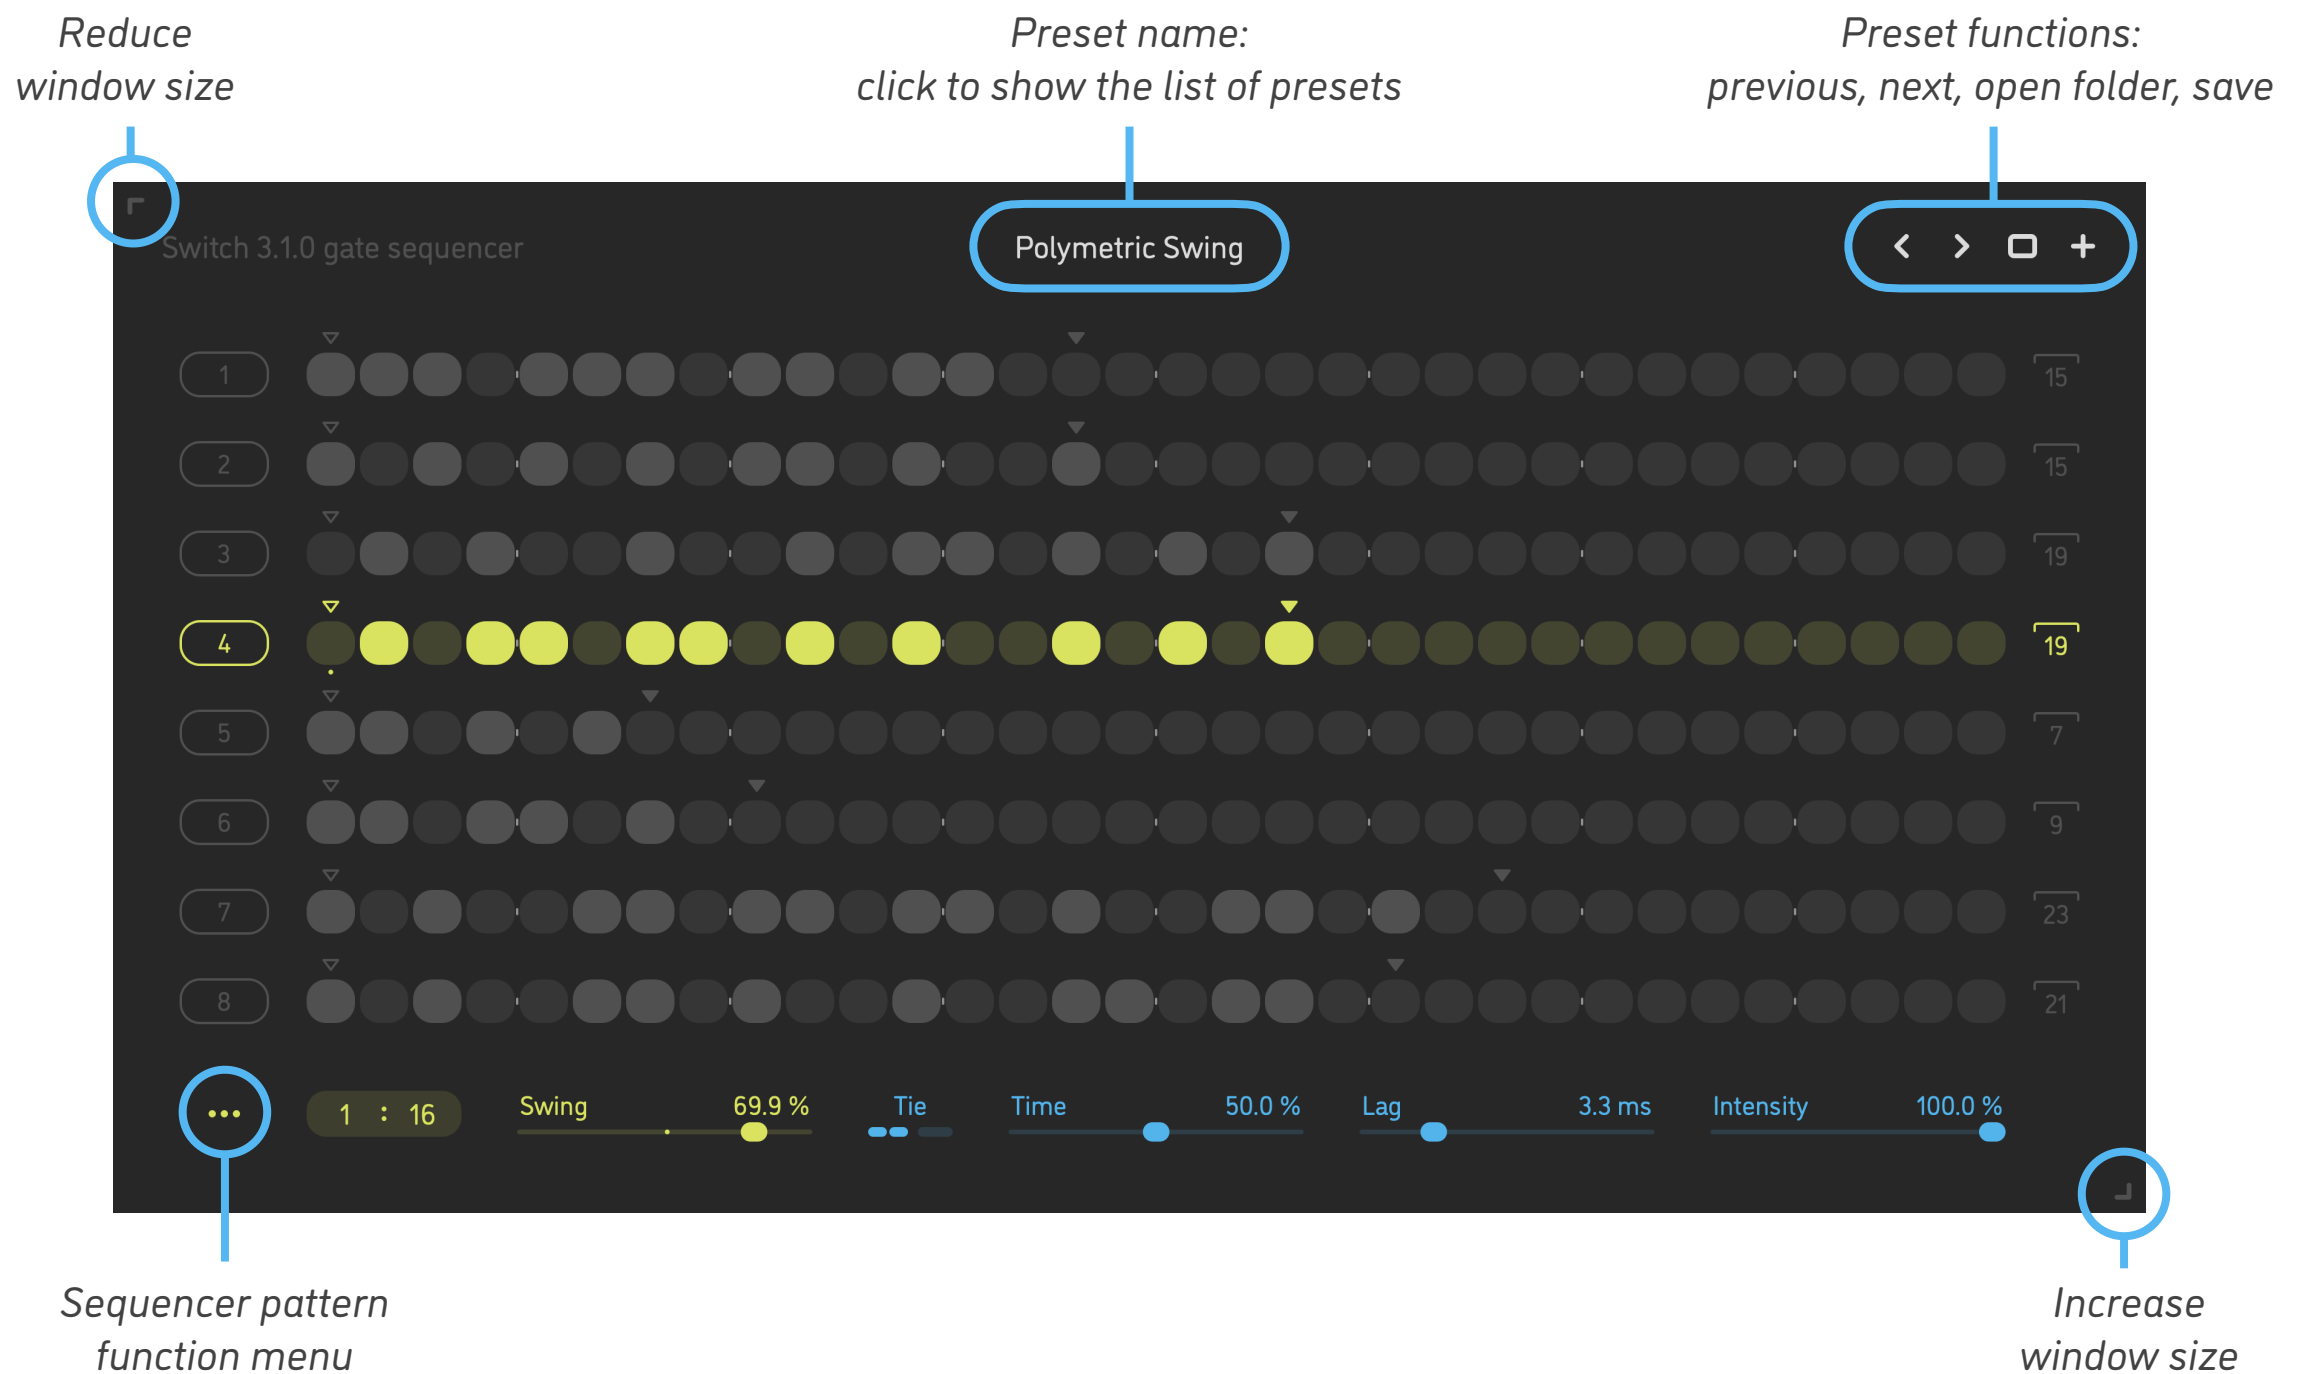 Reduce
window size
Preset name:
click to show the list of presets
Preset functions:
previous, next, open folder, save
Switch 3.1.0 gate sequencer
Polymetric Swing
1
15
2
15
3
19
4
19
5
7
6
9
7
23
8
21
1 : 16
Swing 69.9 %
Tie
Time 50.0 %
Lag 3.3 ms
Intensity 100.0 %
Sequencer pattern
function menu
Increase
window size